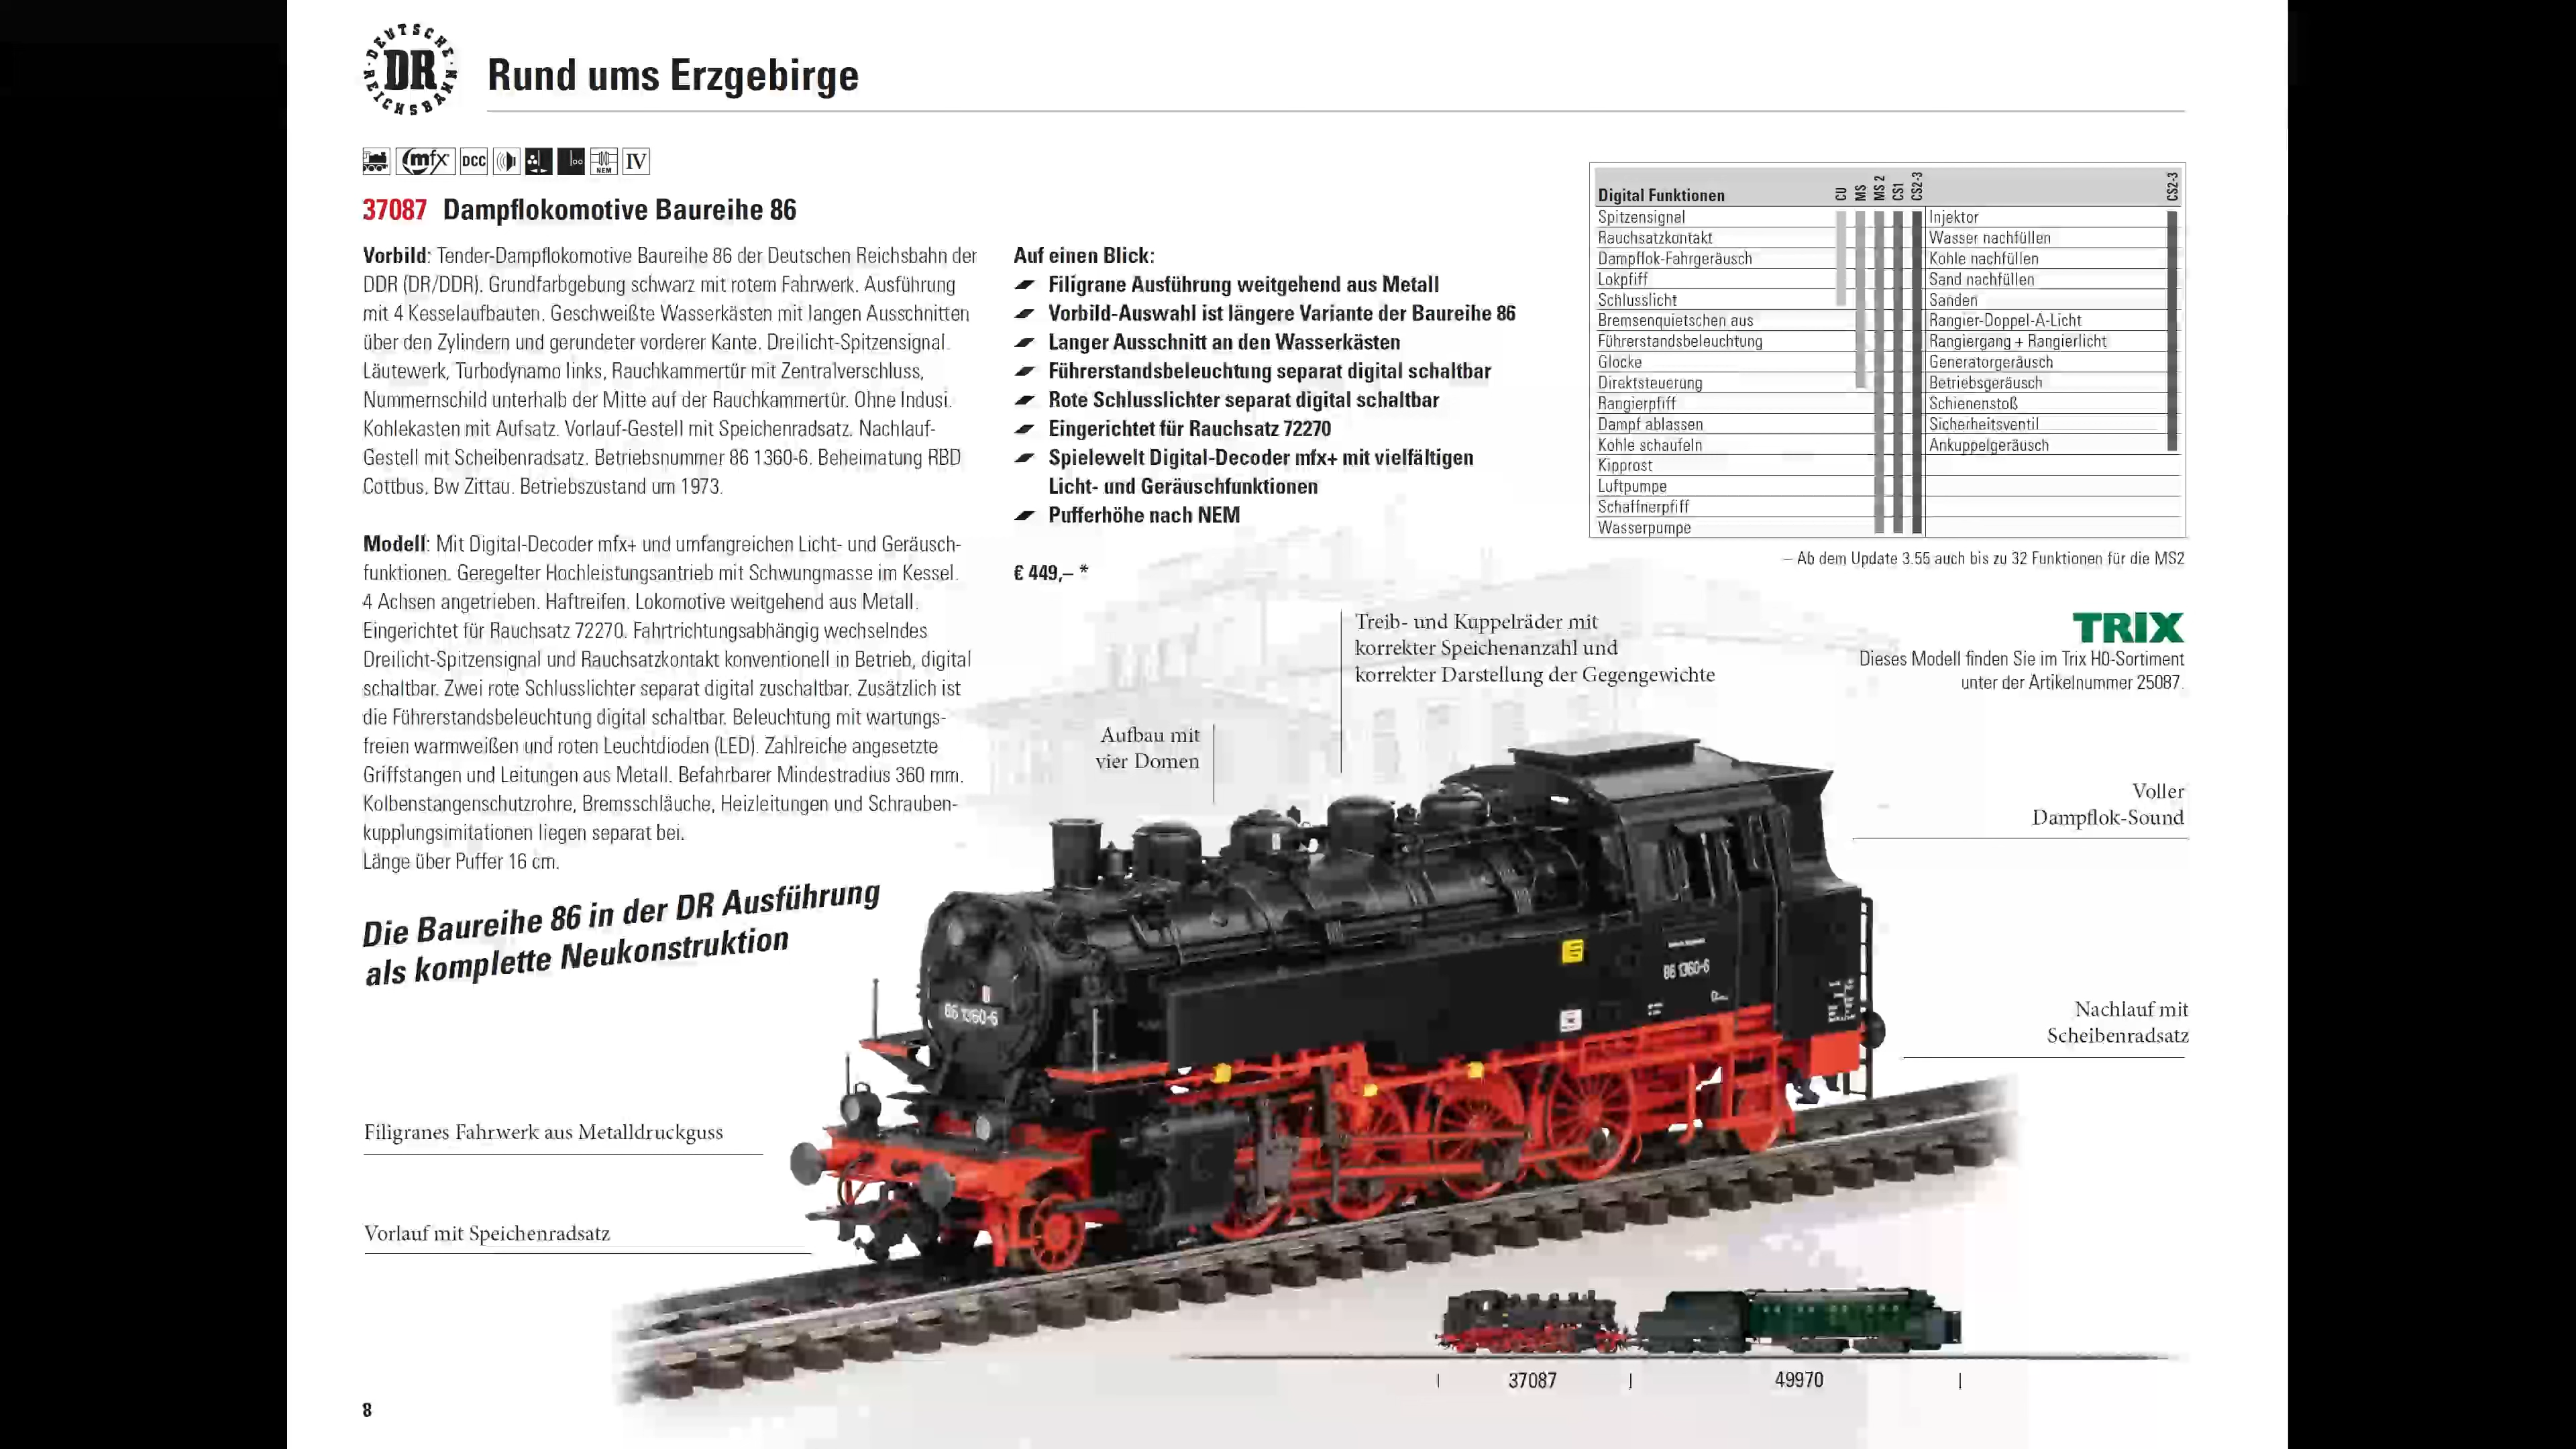 DEUTSCHE
DR
REICHSBAHN
Rund ums Erzgebirge
mfx
DCC
NEM
IV
37087 Dampflokomotive Baureihe 86
Vorbild: Tender-Dampflokomotive Baureihe 86 der Deutschen Reichsbahn der
DDR (DR/DDR). Grundfarbgebung schwarz mit rotem Fahrwerk. Ausführung
mit 4 Kesselaufbauten. Geschweißte Wasserkästen mit langen Ausschnitten
über den Zylindern und gerundeter vorderer Kante. Dreilicht-Spitzensignal.
Läutewerk, Turbodynamo links, Rauchkammertür mit Zentralverschluss,
Nummernschild unterhalb der Mitte auf der Rauchkammertür. Ohne Indusi.
Kohlekasten mit Aufsatz. Vorlauf-Gestell mit Speichenradsatz. Nachlauf-
Gestell mit Scheibenradsatz. Betriebsnummer 86 1360-6. Beheimatung RBD
Cottbus, Bw Zittau. Betriebszustand um 1973.
Modell: Mit Digital-Decoder mfx+ und umfangreichen Licht- und Geräusch-
funktionen. Geregelter Hochleistungsantrieb mit Schwungmasse im Kessel.
4 Achsen angetrieben. Haftreifen. Lokomotive weitgehend aus Metall.
Eingerichtet für Rauchsatz 72270. Fahrtrichtungsabhängig wechselndes
Dreilicht-Spitzensignal und Rauchsatzkontakt konventionell in Betrieb, digital
schaltbar. Zwei rote Schlusslichter separat digital zuschaltbar. Zusätzlich ist
die Führerstandsbeleuchtung digital schaltbar. Beleuchtung mit wartungs-
freien warmweißen und roten Leuchtdioden (LED). Zahlreiche angesetzte
Griffstangen und Leitungen aus Metall. Befahrbarer Mindestradius 360 mm.
Kolbenstangenschutzrohre, Bremsschläuche, Heizleitungen und Schrauben-
kupplungsimitationen liegen separat bei.
Länge über Puffer 16 cm.
Auf einen Blick:
Filigrane Ausführung weitgehend aus Metall
Vorbild-Auswahl ist längere Variante der Baureihe 86
Langer Ausschnitt an den Wasserkästen
Führerstandsbeleuchtung separat digital schaltbar
Rote Schlusslichter separat digital schaltbar
Eingerichtet für Rauchsatz 72270
Spielewelt Digital-Decoder mfx+ mit vielfältigen
Licht- und Geräuschfunktionen
Pufferhöhe nach NEM
€ 449,– *
Digital Funktionen CU MS MS 2 CS1 CS2-3 CS2-3
Spitzensignal Injektor
Rauchsatzkontakt Wasser nachfüllen
Dampflok-Fahrgeräusch Kohle nachfüllen
Lokpfiff Sand nachfüllen
Schlusslicht Sanden
Bremsenquietschen aus Rangier-Doppel-A-Licht
Führerstandsbeleuchtung Rangiergang + Rangierlicht
Glocke Generatorgeräusch
Direktsteuerung Betriebsgeräusch
Rangierpfiff Schienenstoß
Dampf ablassen Sicherheitsventil
Kohle schaufeln Ankuppelgeräusch
Kipprost
Luftpumpe
Schaffnerpfiff
Wasserpumpe
– Ab dem Update 3.55 auch bis zu 32 Funktionen für die MS2
TRIX
Dieses Modell finden Sie im Trix H0-Sortiment
unter der Artikelnummer 25087.
Treib- und Kuppelräder mit
korrekter Speichenanzahl und
korrekter Darstellung der Gegengewichte
Aufbau mit
vier Domen
Voller
Dampflok-Sound
Die Baureihe 86 in der DR Ausführung
als komplette Neukonstruktion
86 1360-6
86 1360-6
Nachlauf mit
Scheibenradsatz
Filigranes Fahrwerk aus Metalldruckguss
Vorlauf mit Speichenradsatz
37087 49970
8